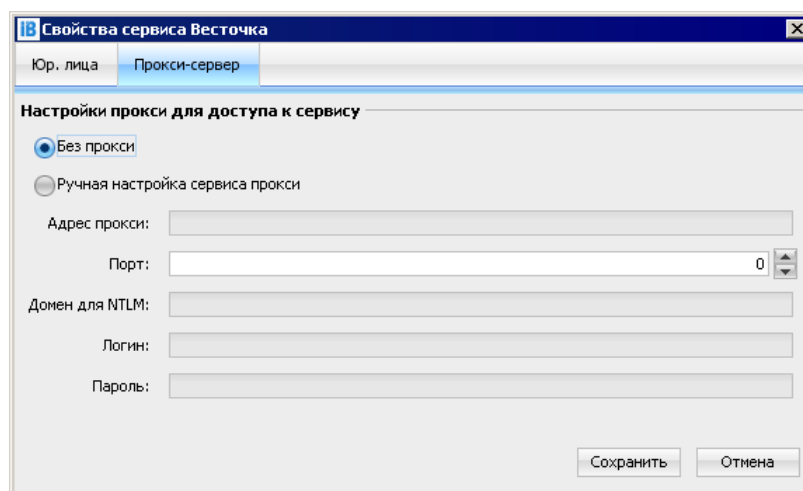 iB Свойства сервиса Весточка
Юр. лица Прокси-сервер
Настройки прокси для доступа к сервису
Без прокси
Ручная настройка сервиса прокси
Адрес прокси:
Порт: 0
Домен для NTLM:
Логин:
Пароль:
Сохранить Отмена